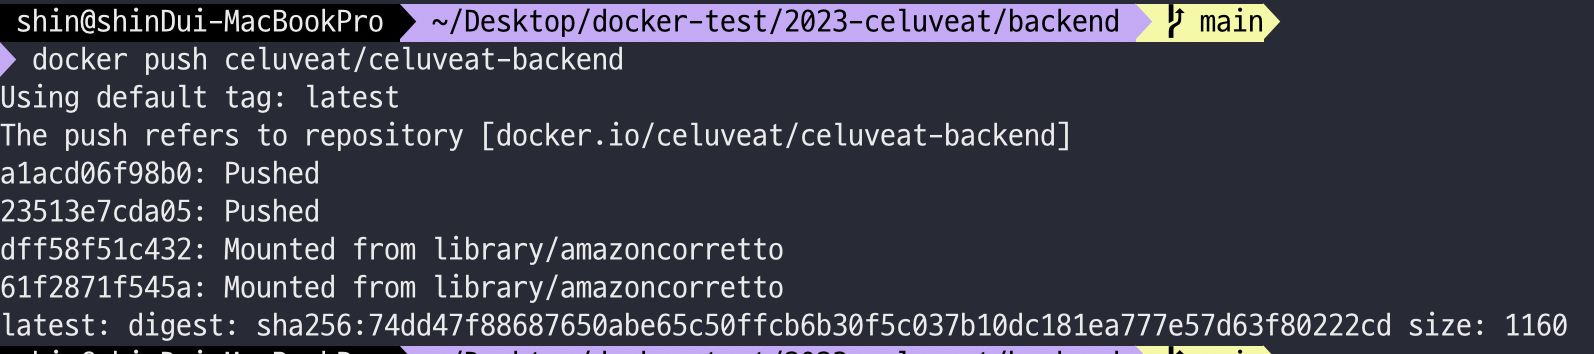 shin@shinDui-MacBookPro ~/Desktop/docker-test/2023-celuveat/backend main
docker push celuveat/celuveat-backend
Using default tag: latest
The push refers to repository [docker.io/celuveat/celuveat-backend]
a1acd06f98b0: Pushed
23513e7cda05: Pushed
dff58f51c432: Mounted from library/amazoncorretto
61f2871f545a: Mounted from library/amazoncorretto
latest: digest: sha256:74dd47f88687650abe65c50ffcb6b30f5c037b10dc181ea777e57d63f80222cd size: 1160